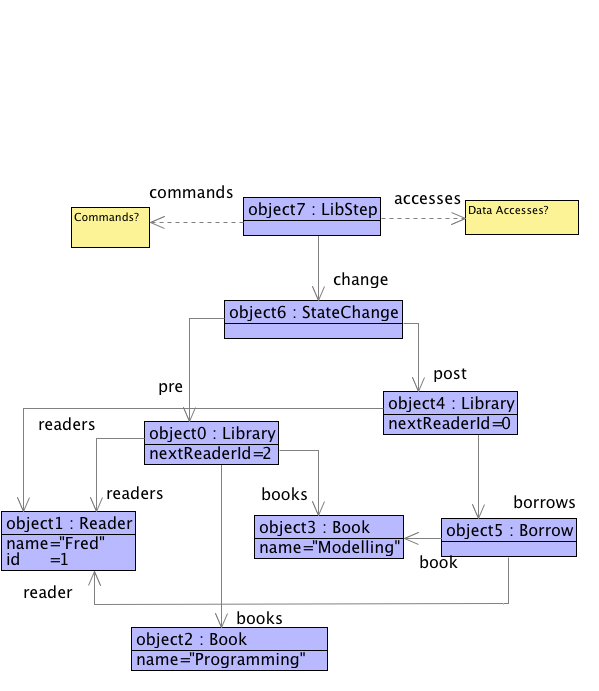 commands
accesses
Commands?
object7 : LibStep
Data Accesses?
change
object6 : StateChange
post
pre
object4 : Library
nextReaderId=0
readers
object0 : Library
nextReaderId=2
readers
books
borrows
object1 : Reader
name="Fred"
id =1
object3 : Book
name="Modelling"
object5 : Borrow
book
reader
books
object2 : Book
name="Programming"